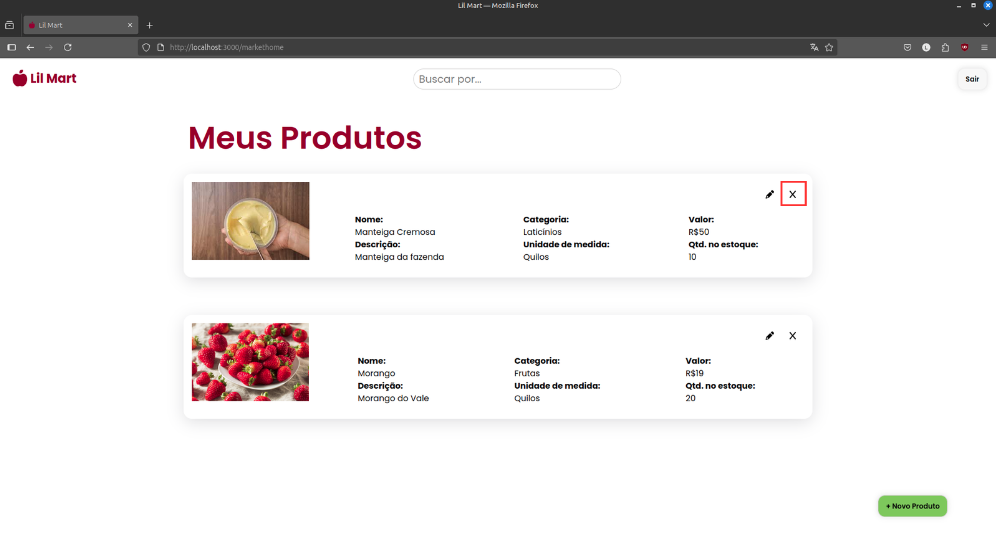 Lil Mart — Mozilla Firefox
Lil Mart
http://localhost:3000/markethome
Lil Mart
Buscar por...
Sair
Meus Produtos
X
Nome: Categoria: Valor:
Manteiga Cremosa Laticínios R$50
Descrição: Unidade de medida: Qtd. no estoque:
Manteiga da fazenda Quilos 10
X
Nome: Categoria: Valor:
Morango Frutas R$19
Descrição: Unidade de medida: Qtd. no estoque:
Morango do Vale Quilos 20
+ Novo Produto